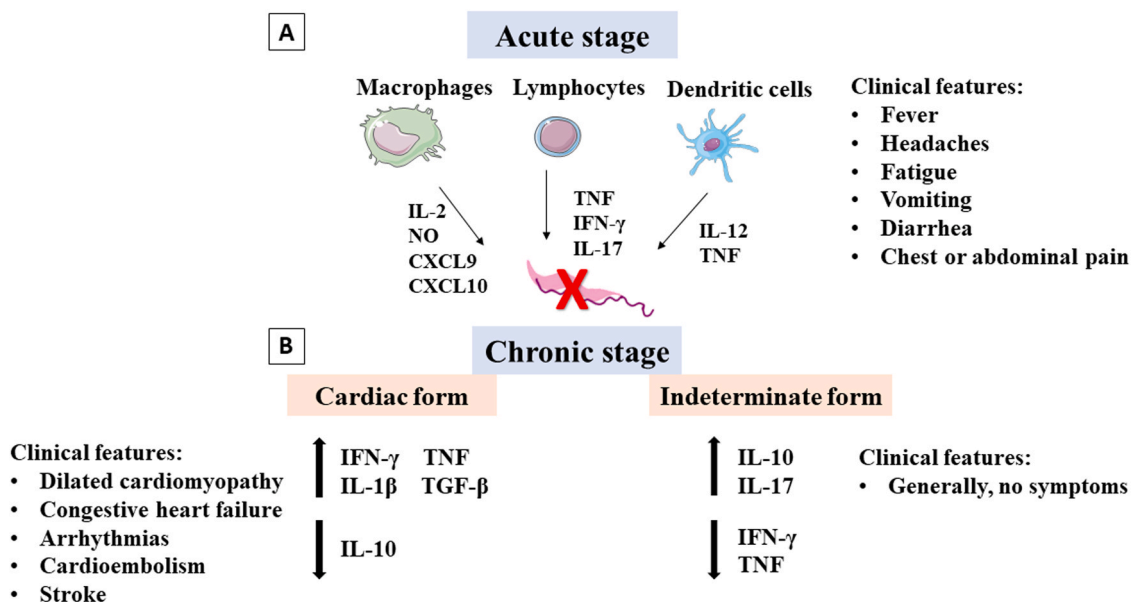 A
Acute stage
Macrophages
Lymphocytes
Dendritic cells
IL-2
NO
CXCL9
CXCL10
TNF
IFN-γ
IL-17
IL-12
TNF
X
Clinical features:
• Fever
• Headaches
• Fatigue
• Vomiting
• Diarrhea
• Chest or abdominal pain
B
Chronic stage
Cardiac form
Clinical features:
• Dilated cardiomyopathy
• Congestive heart failure
• Arrhythmias
• Cardioembolism
• Stroke
IFN-γ TNF
IL-1β TGF-β
IL-10
Indeterminate form
IL-10
IL-17
IFN-γ
TNF
Clinical features:
• Generally, no symptoms